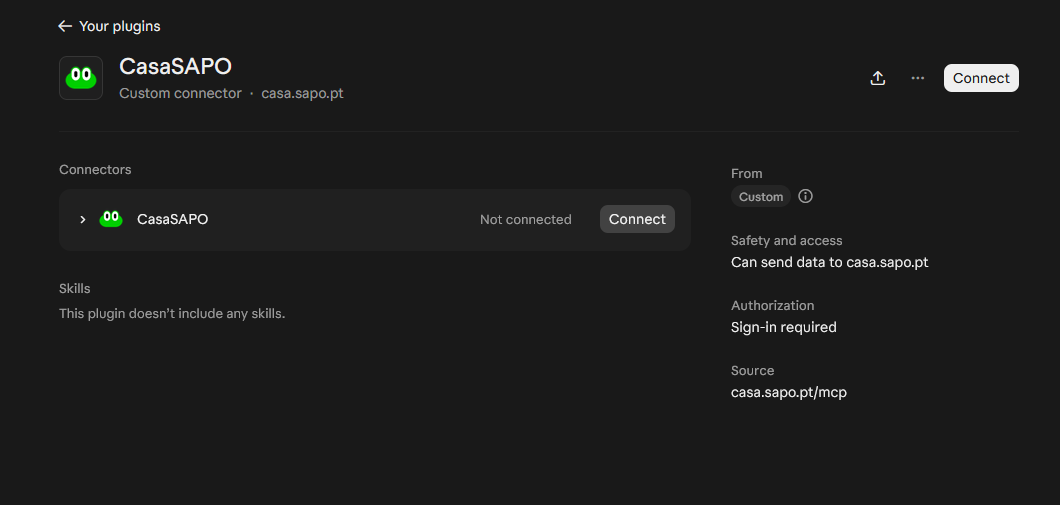 ← Your plugins
CasaSAPO
Custom connector · casa.sapo.pt
Connect
Connectors
CasaSAPO
Not connected
Connect
Skills
This plugin doesn’t include any skills.
From
Custom
Safety and access
Can send data to casa.sapo.pt
Authorization
Sign-in required
Source
casa.sapo.pt/mcp